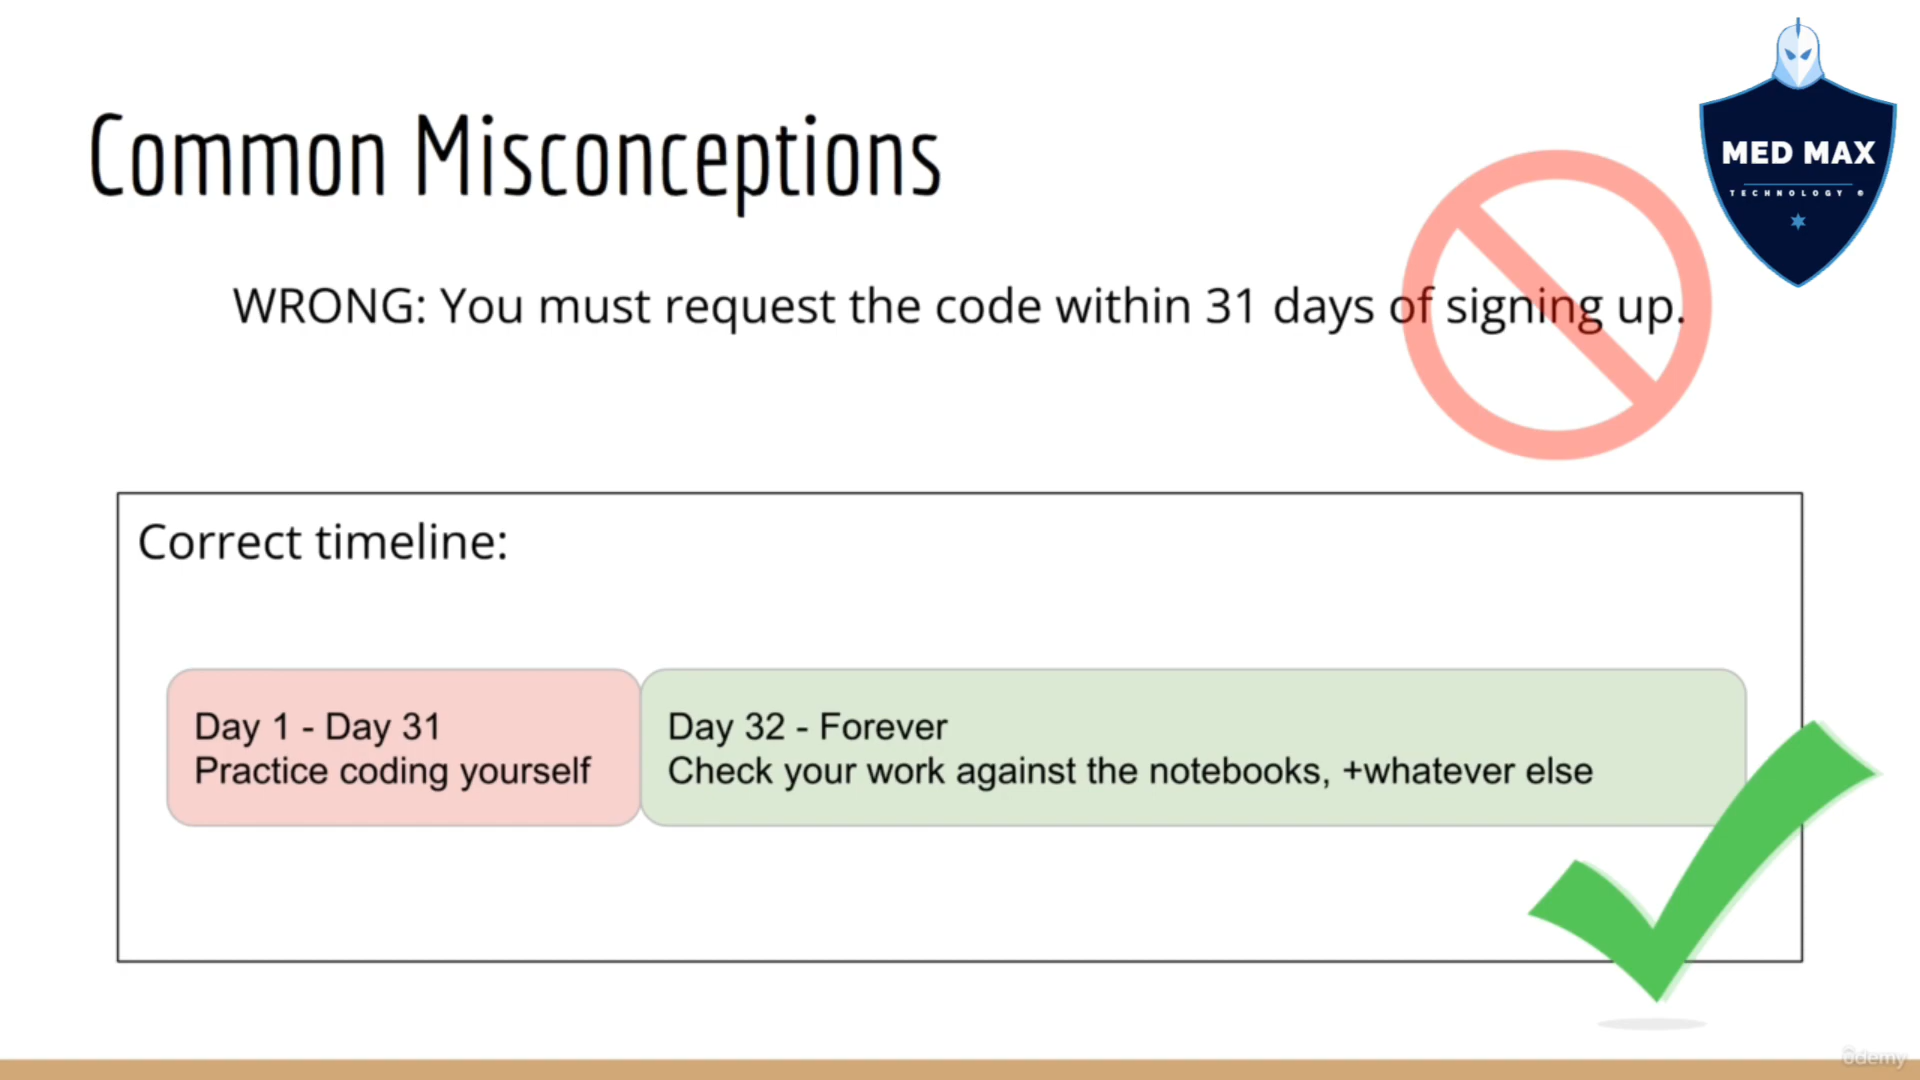 Common Misconceptions
MED MAX
TECHNOLOGY ®
WRONG: You must request the code within 31 days of signing up.
Correct timeline:
Day 1 - Day 31
Practice coding yourself
Day 32 - Forever
Check your work against the notebooks, +whatever else
ûdemy